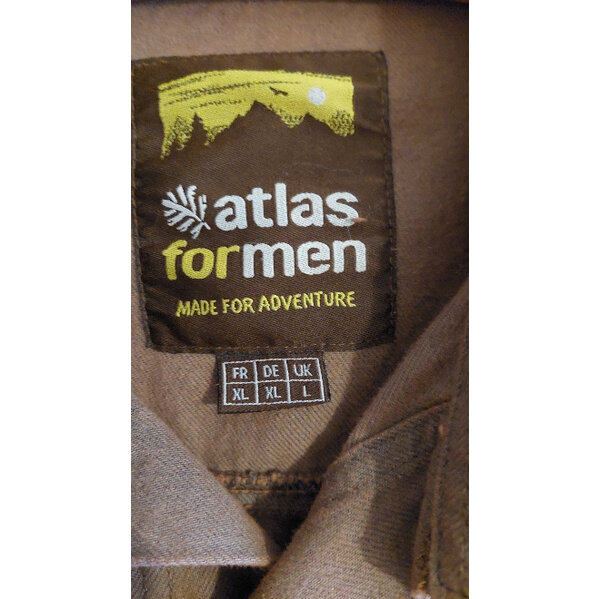 atlas
formen
MADE FOR ADVENTURE
FR DE UK
XL XL L